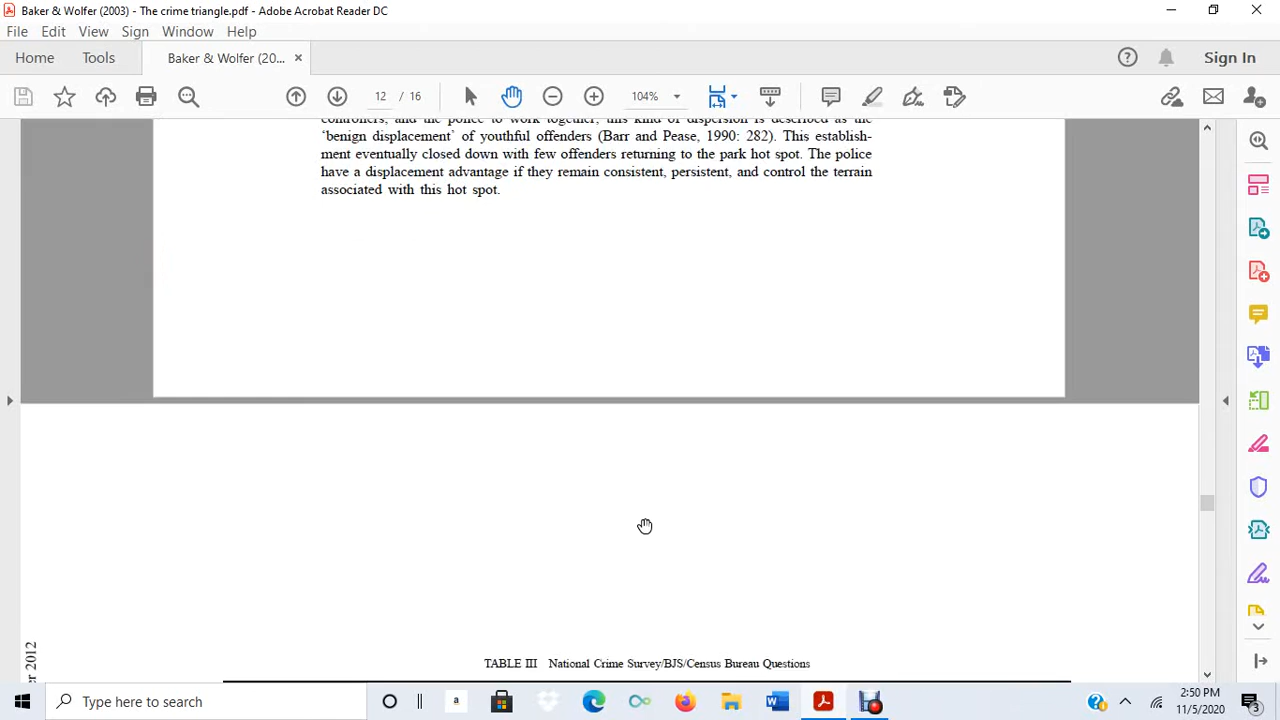 Baker & Wolfer (2003) - The crime triangle.pdf - Adobe Acrobat Reader DC
File Edit View Sign Window Help
Home Tools Baker & Wolfer (20... × Sign In
12 / 16 104%
controllers, and the police to work together, this kind of dispersion is described as the
‘benign displacement’ of youthful offenders (Barr and Pease, 1990: 282). This establish-
ment eventually closed down with few offenders returning to the park hot spot. The police
have a displacement advantage if they remain consistent, persistent, and control the terrain
associated with this hot spot.
2012
TABLE III National Crime Survey/BJS/Census Bureau Questions
Type here to search
a
2:50 PM
11/5/2020
3